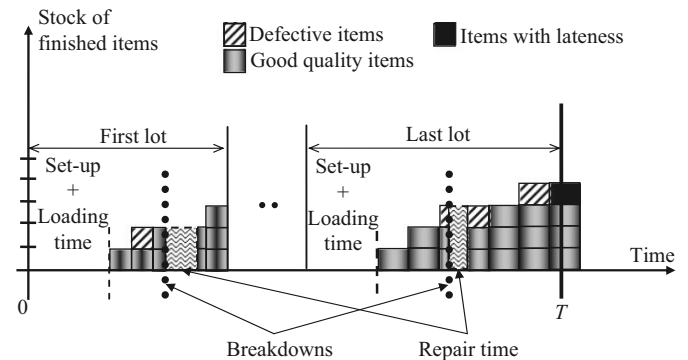 Stock of
finished items
Defective items
Items with lateness
Good quality items
First lot
Last lot
Set-up
+
Loading
time
Set-up
+
Loading
time
Time
0
T
Breakdowns
Repair time